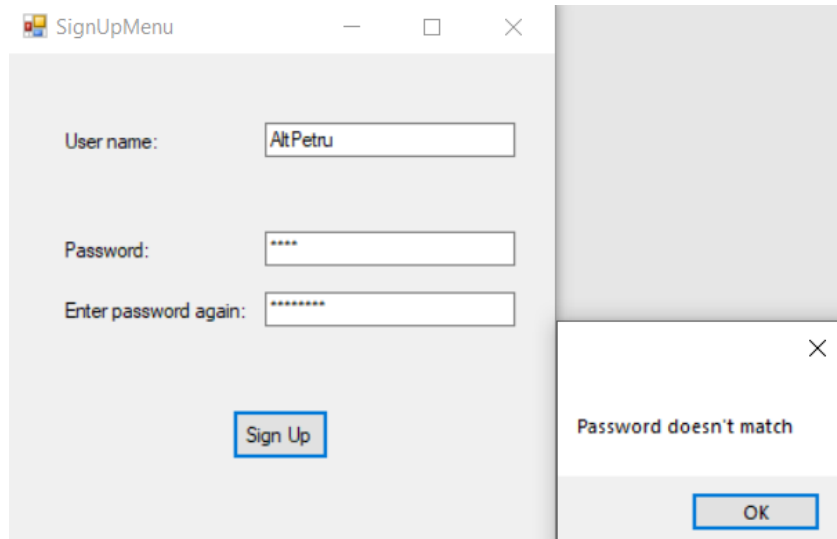 SignUpMenu
User name: AltPetru
Password: ****
Enter password again: ********
Sign Up
Password doesn't match
OK